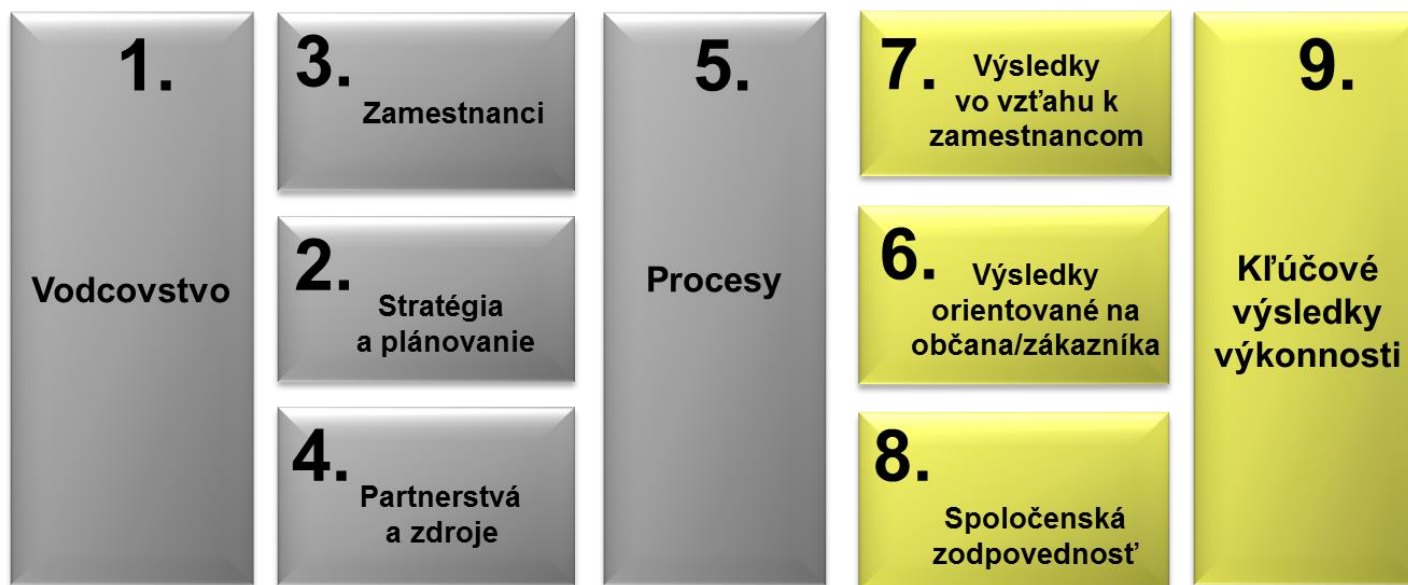 1.
Vodcovstvo
3.
Zamestnanci
2.
Stratégia
a plánovanie
4.
Partnerstvá
a zdroje
5.
Procesy
7.
Výsledky
vo vzťahu k
zamestnancom
6.
Výsledky
orientované na
občana/zákazníka
8.
Spoločenská
zodpovednosť
9.
Kľúčové
výsledky
výkonnosti